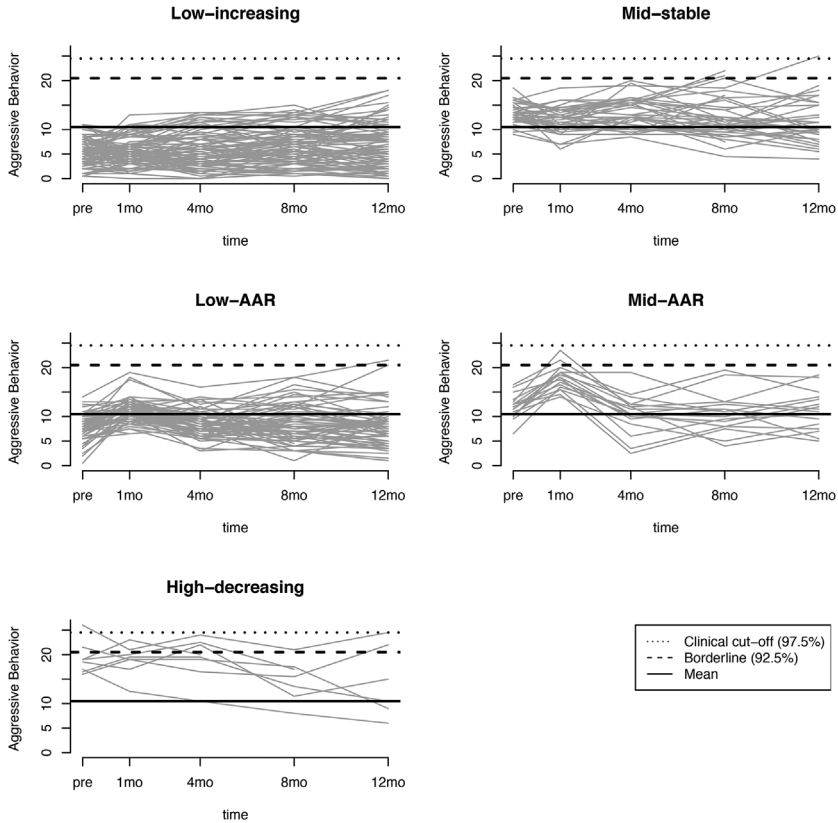 Low−increasing
Aggressive Behavior
0 5 10 20
pre 1mo 4mo 8mo 12mo
time
Mid−stable
Aggressive Behavior
0 5 10 20
pre 1mo 4mo 8mo 12mo
time
Low−AAR
Aggressive Behavior
0 5 10 20
pre 1mo 4mo 8mo 12mo
time
Mid−AAR
Aggressive Behavior
0 5 10 20
pre 1mo 4mo 8mo 12mo
time
High−decreasing
Aggressive Behavior
0 5 10 20
pre 1mo 4mo 8mo 12mo
time
Clinical cut−off (97.5%)
Borderline (92.5%)
Mean